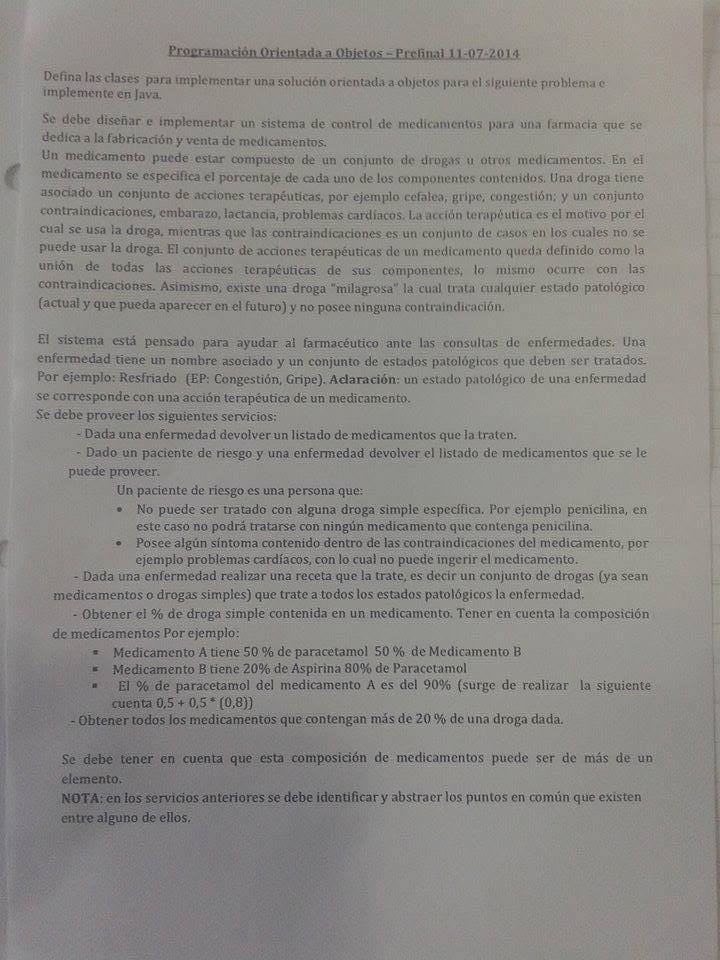 Programación Orientada a Objetos – Prefinal 11-07-2014
Defina las clases para implementar una solución orientada a objetos para el siguiente problema e
implemente en Java.
Se debe diseñar e implementar un sistema de control de medicamentos para una farmacia que se
dedica a la fabricación y venta de medicamentos.
Un medicamento puede estar compuesto de un conjunto de drogas u otros medicamentos. En el
medicamento se especifica el porcentaje de cada uno de los componentes contenidos. Una droga tiene
asociado un conjunto de acciones terapéuticas, por ejemplo cefalea, gripe, congestión; y un conjunto
contraindicaciones, embarazo, lactancia, problemas cardíacos. La acción terapéutica es el motivo por el
cual se usa la droga, mientras que las contraindicaciones es un conjunto de casos en los cuales no se
puede usar la droga. El conjunto de acciones terapéuticas de un medicamento queda definido como la
unión de todas las acciones terapéuticas de sus componentes, lo mismo ocurre con las
contraindicaciones. Asimismo, existe una droga "milagrosa" la cual trata cualquier estado patológico
(actual y que pueda aparecer en el futuro) y no posee ninguna contraindicación.
El sistema está pensado para ayudar al farmacéutico ante las consultas de enfermedades. Una
enfermedad tiene un nombre asociado y un conjunto de estados patológicos que deben ser tratados.
Por ejemplo: Resfriado (EP: Congestión, Gripe). Aclaración: un estado patológico de una enfermedad
se corresponde con una acción terapéutica de un medicamento.
Se debe proveer los siguientes servicios:
- Dada una enfermedad devolver un listado de medicamentos que la traten.
- Dado un paciente de riesgo y una enfermedad devolver el listado de medicamentos que se le
puede proveer.
Un paciente de riesgo es una persona que:
• No puede ser tratado con alguna droga simple específica. Por ejemplo penicilina, en
este caso no podrá tratarse con ningún medicamento que contenga penicilina.
• Posee algún síntoma contenido dentro de las contraindicaciones del medicamento, por
ejemplo problemas cardíacos, con lo cual no puede ingerir el medicamento.
- Dada una enfermedad realizar una receta que la trate, es decir un conjunto de drogas (ya sean
medicamentos o drogas simples) que trate a todos los estados patológicos la enfermedad.
- Obtener el % de droga simple contenida en un medicamento. Tener en cuenta la composición
de medicamentos Por ejemplo:
▪ Medicamento A tiene 50 % de paracetamol 50 % de Medicamento B
▪ Medicamento B tiene 20% de Aspirina 80% de Paracetamol
▪ El % de paracetamol del medicamento A es del 90% (surge de realizar la siguiente
cuenta 0,5 + 0,5 * (0,8))
- Obtener todos los medicamentos que contengan más de 20 % de una droga dada.
Se debe tener en cuenta que esta composición de medicamentos puede ser de más de un
elemento.
NOTA: en los servicios anteriores se debe identificar y abstraer los puntos en común que existen
entre alguno de ellos.